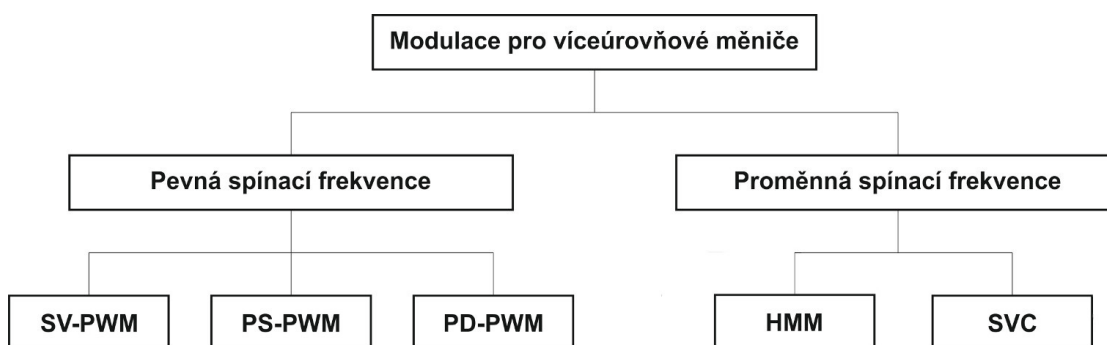 Modulace pro víceúrovňové měniče
Pevná spínací frekvence
Proměnná spínací frekvence
SV-PWM
PS-PWM
PD-PWM
HMM
SVC